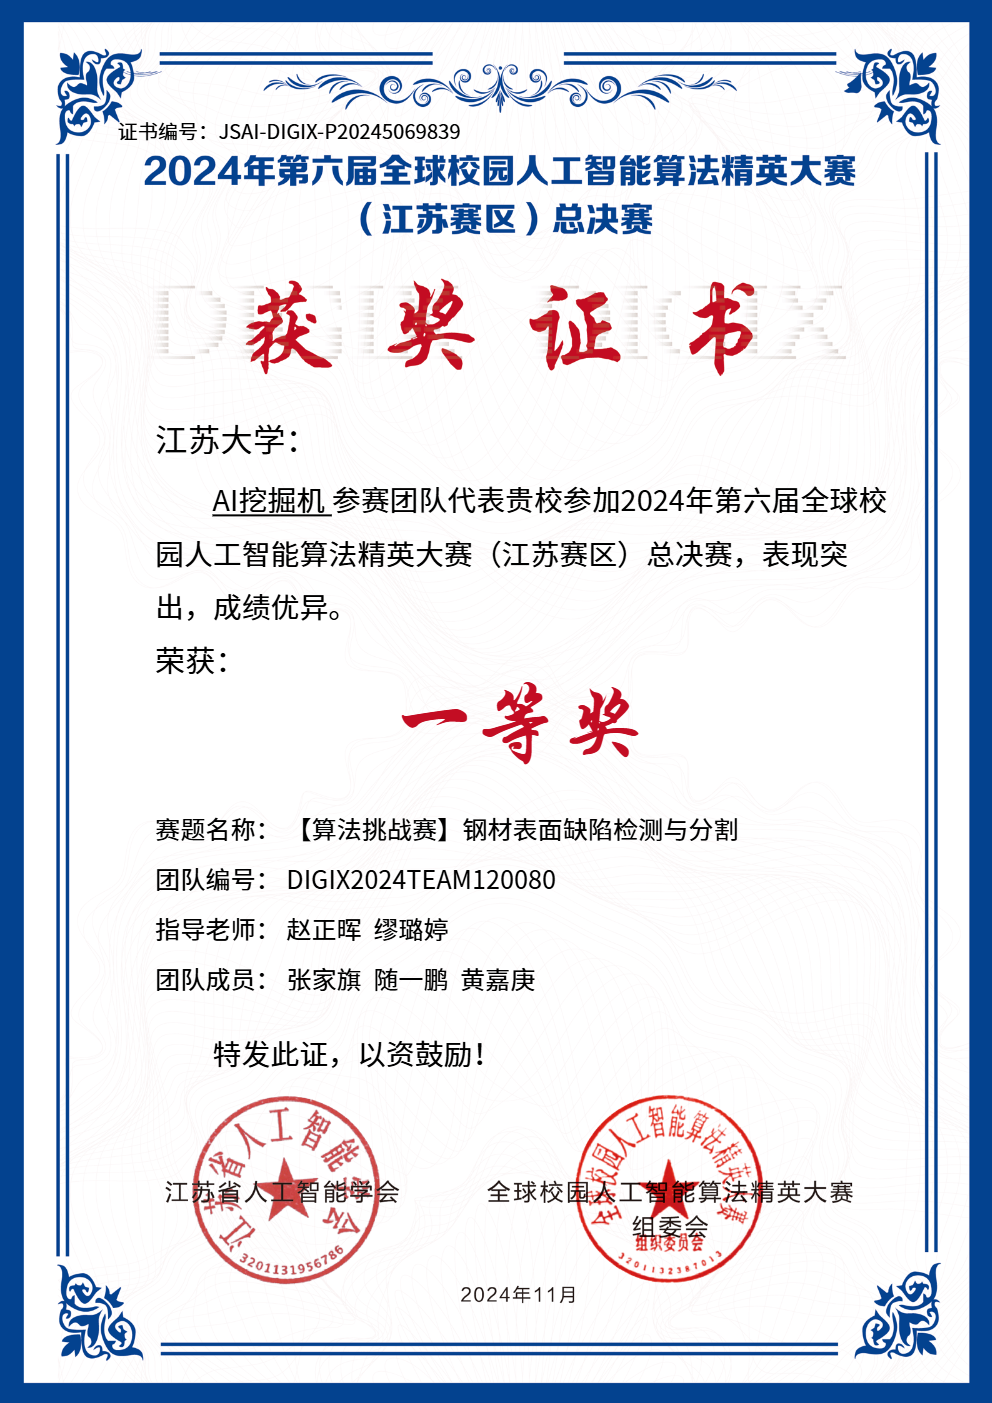 证书编号：JSAI-DIGIX-P20245069839
2024年第六届全球校园人工智能算法精英大赛
（江苏赛区）总决赛
DIGIX DIGIX
获奖证书
江苏大学：
AI挖掘机 参赛团队代表贵校参加2024年第六届全球校
园人工智能算法精英大赛（江苏赛区）总决赛，表现突
出，成绩优异。
荣获：
一等奖
赛题名称： 【算法挑战赛】钢材表面缺陷检测与分割
团队编号： DIGIX2024TEAM120080
指导老师： 赵正晖 缪璐婷
团队成员： 张家旗 随一鹏 黄嘉庚
特发此证，以资鼓励！
江苏省人工智能学会
江苏省人工智能学会
3201131956786
全球校园人工智能算法精英大赛
组委会
全球校园人工智能算法精英大赛
组织委员会
3201132387013
2024年11月